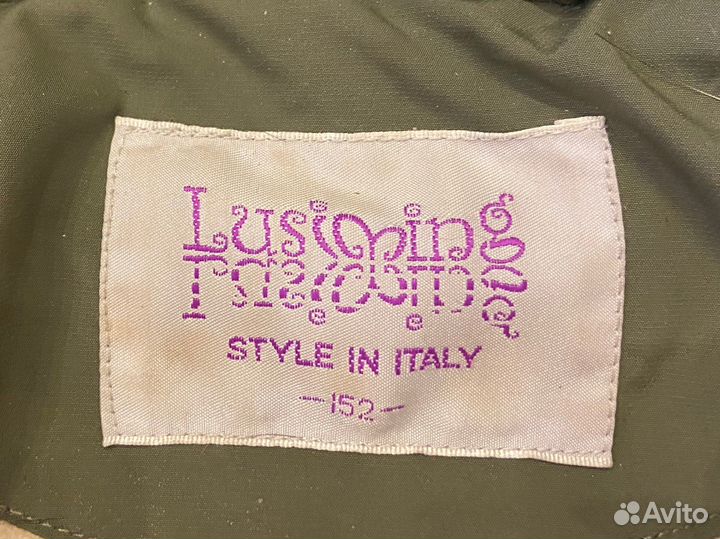 Lusiming
STYLE IN ITALY
-152-
Avito